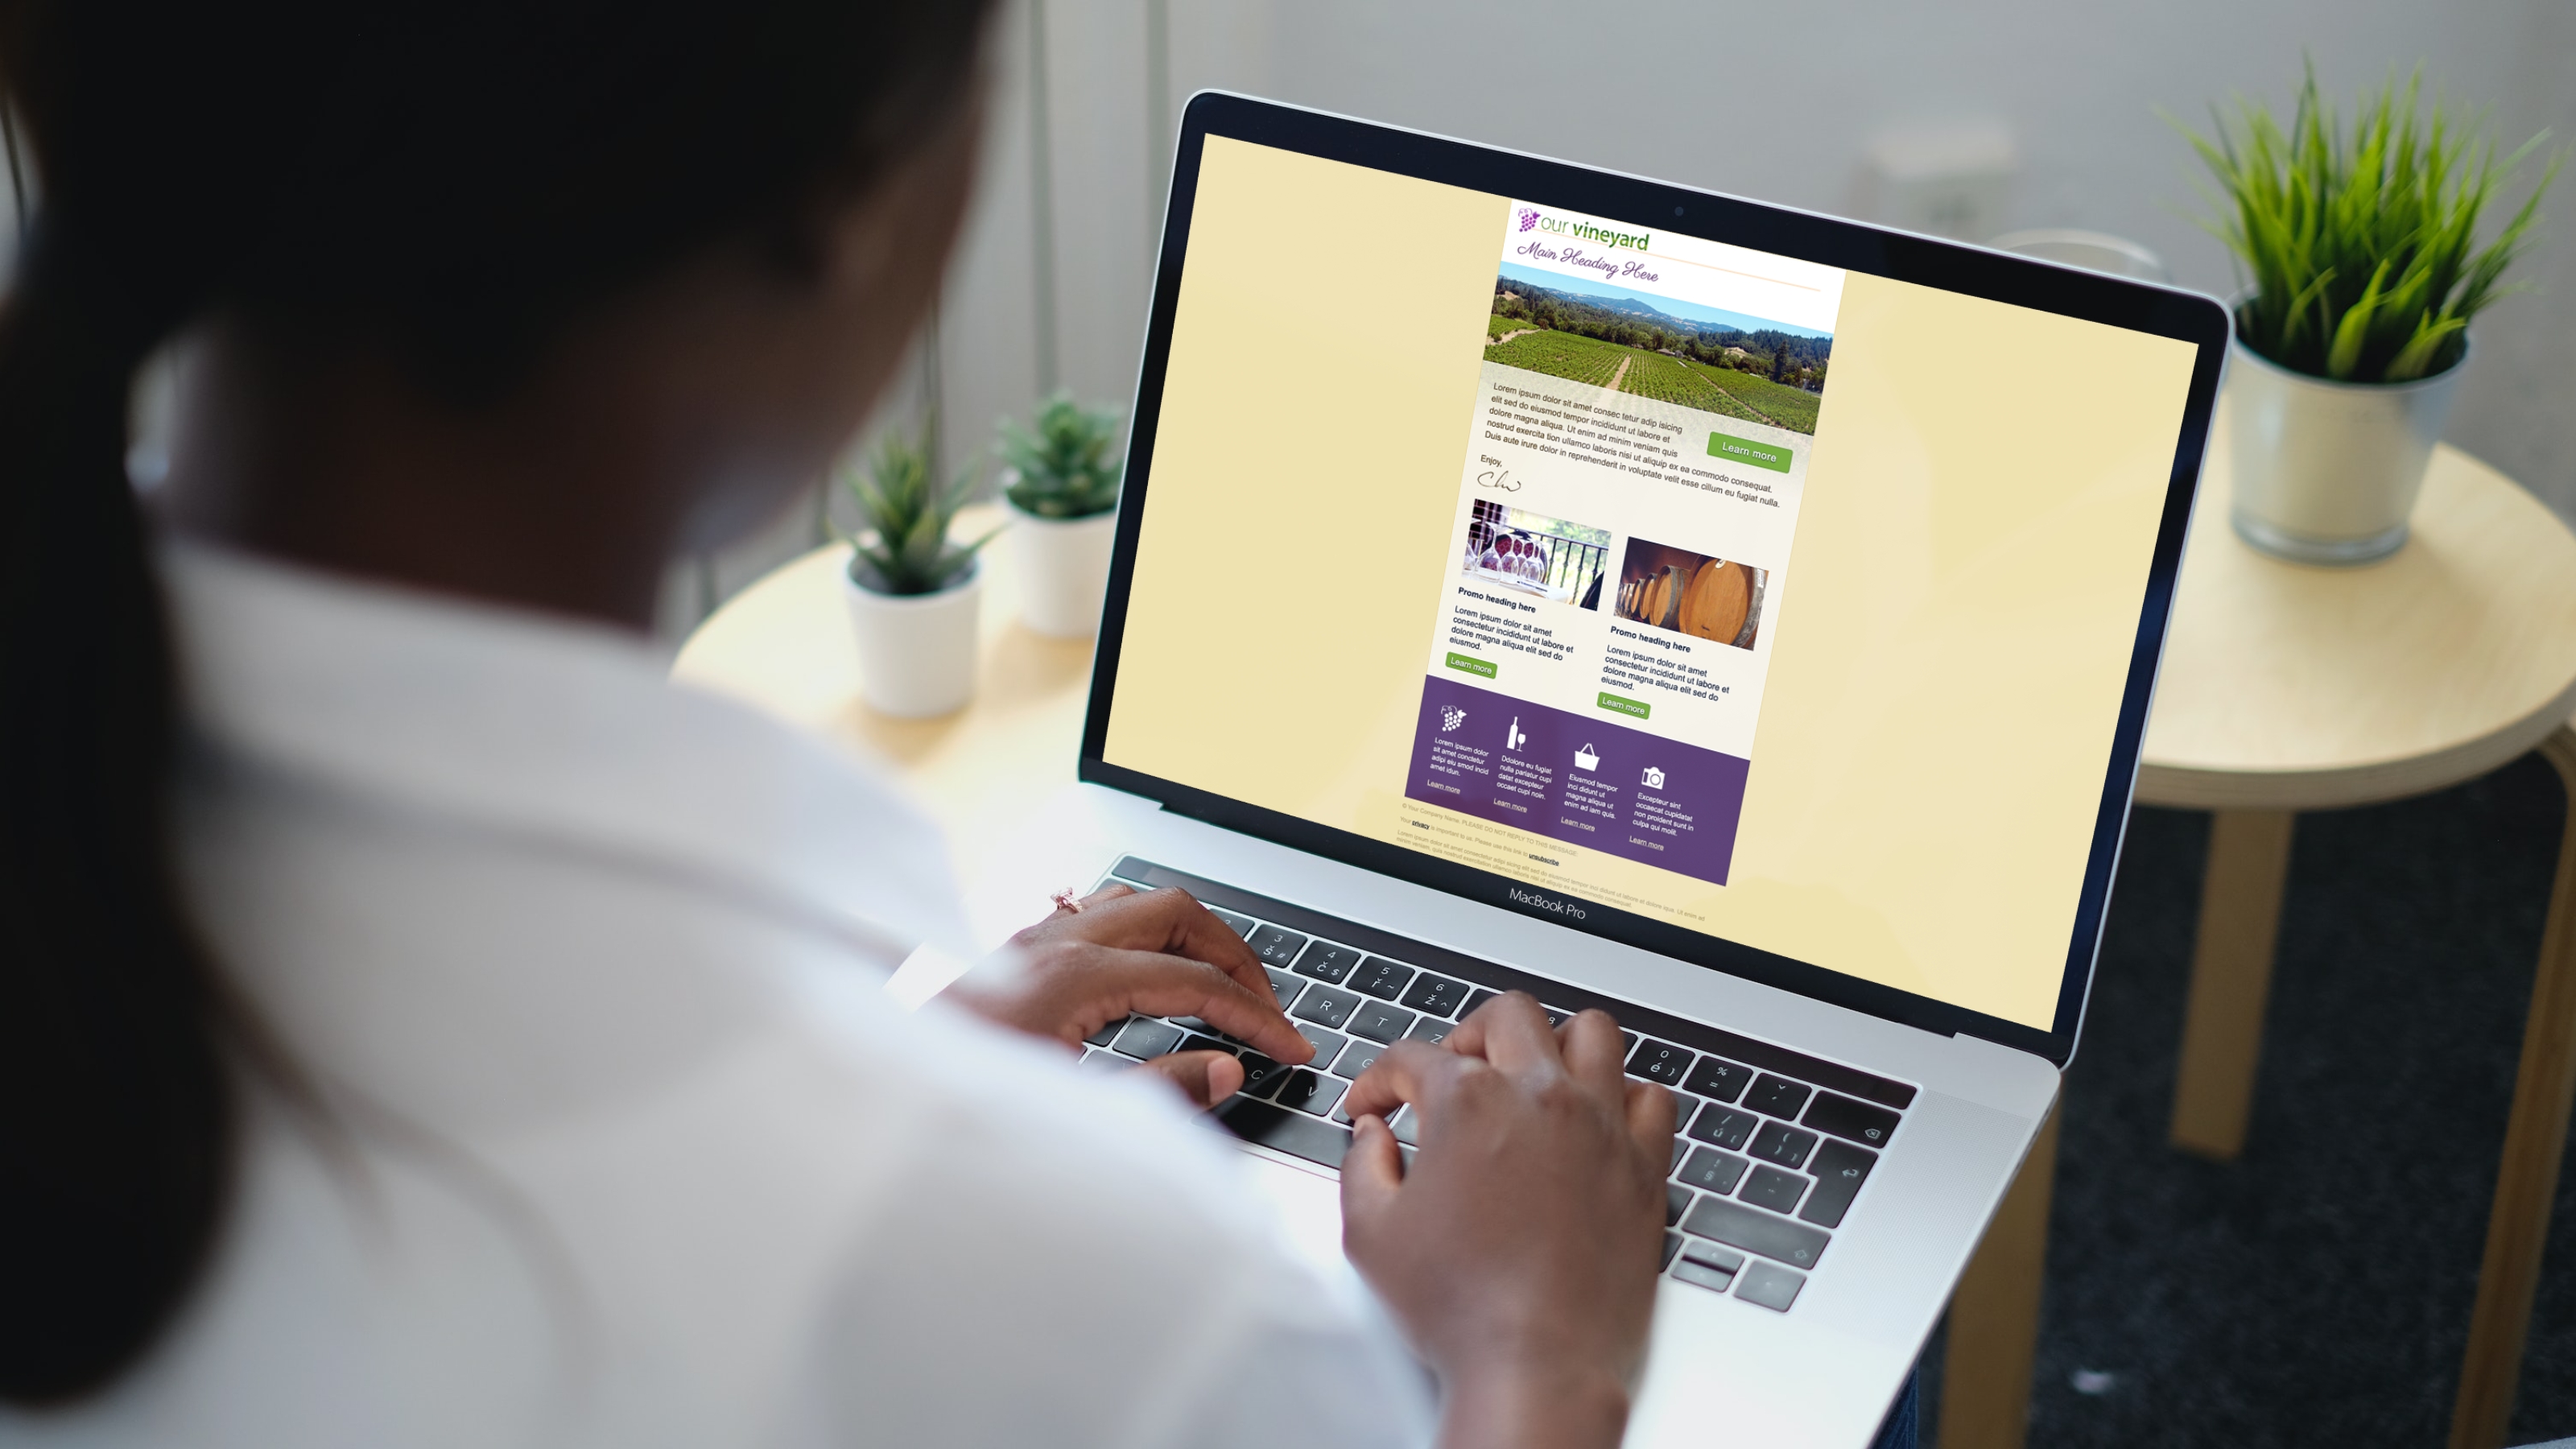 our vineyard
Main Heading Here
Lorem ipsum dolor sit amet consec tetur adip isicing
elit sed do eiusmod tempor incididunt ut labore et
dolore magna aliqua. Ut enim ad minim veniam quis
nostrud exercita tion ullamco laboris nisi ut aliquip ex ea commodo consequat.
Duis aute irure dolor in reprehenderit in voluptate velit esse cillum eu fugiat nulla.
Learn more
Enjoy,
Promo heading here
Lorem ipsum dolor sit amet
consectetur incididunt ut labore et
dolore magna aliqua elit sed do
eiusmod.
Learn more
Promo heading here
Lorem ipsum dolor sit amet
consectetur incididunt ut labore et
dolore magna aliqua elit sed do
eiusmod.
Learn more
Lorem ipsum dolor
sit amet conctetur
adipi eiu smod incid
amet idun.
Learn more
Ddolore eu fugiat
nulla pariatur cupi
datat excepteur
occaet cupi noin.
Learn more
Eiusmod tempor
inci didunt ut
magna aliqua ut
enim ad iam quis.
Learn more
Excepteur sint
occaecat cupidatat
non proident sunt in
culpa qui molit.
Learn more
© Your Company Name. PLEASE DO NOT REPLY TO THIS MESSAGE.
Your privacy is important to us. Please use this link to unsubscribe
MacBook Pro
3 4 5 6 8 0 %
š # č $ ř ~ ž ^ é ) =
R € T Z
ú (
Y C V G
§